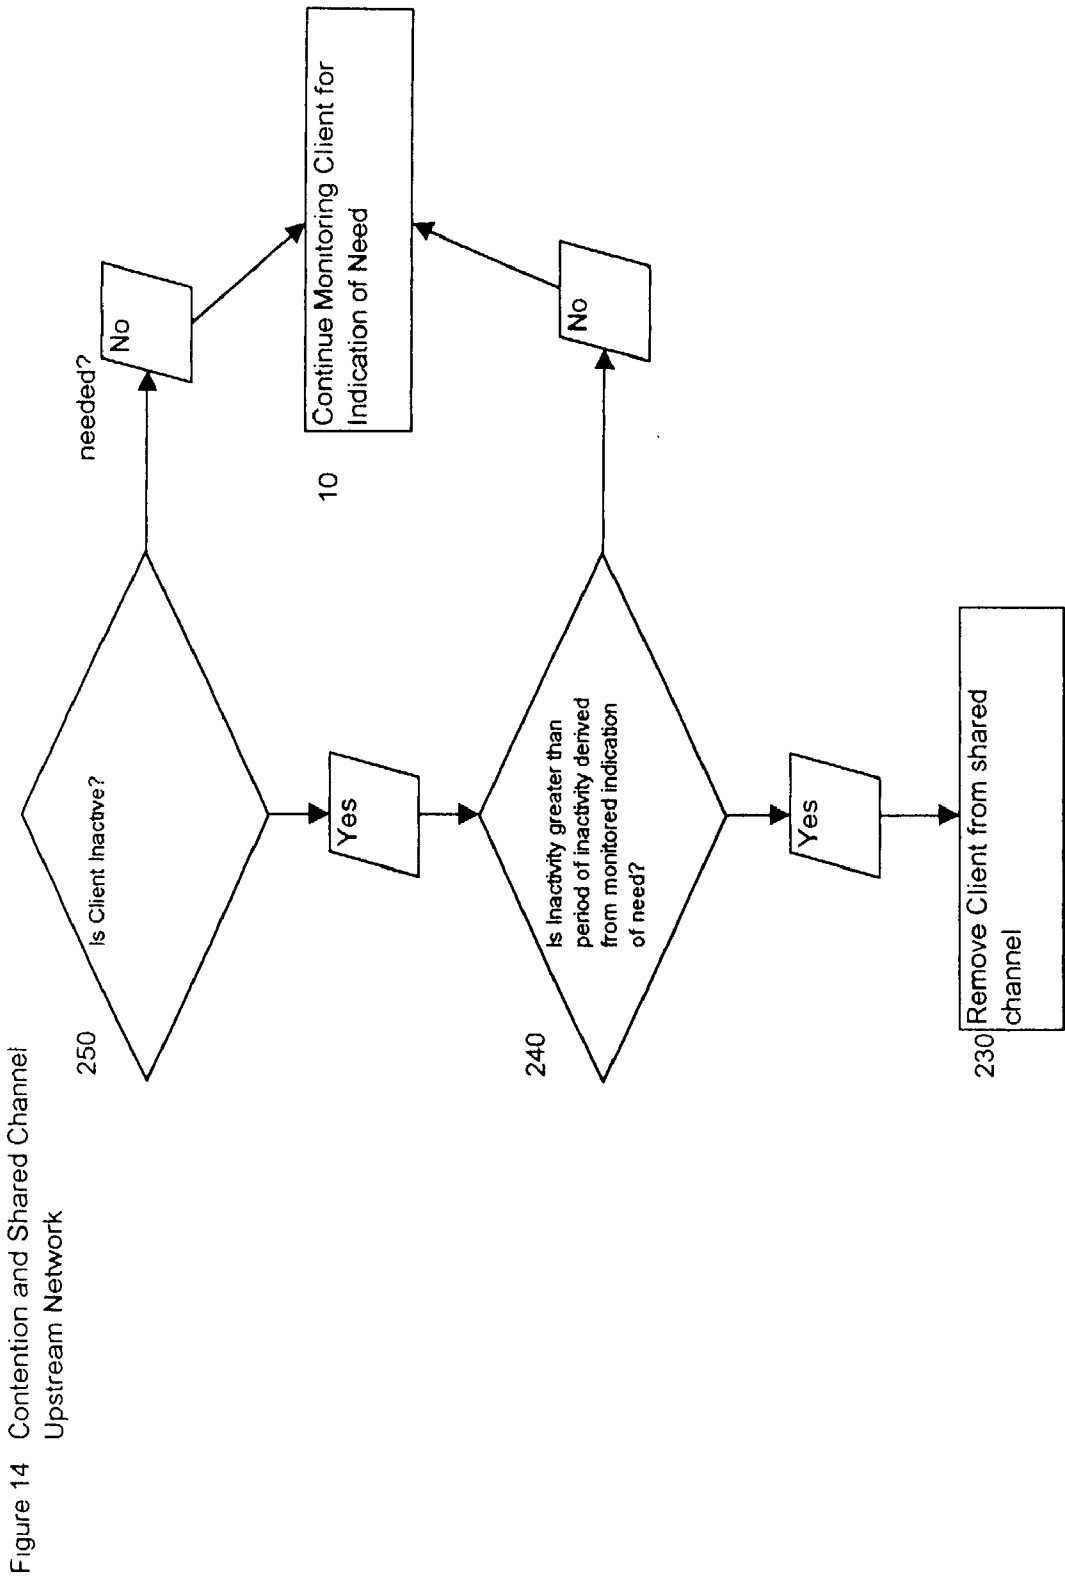 Figure 14 Contention and Shared Channel
Upstream Network
250
Is Client Inactive?
needed?
No
Yes
10
Continue Monitoring Client for
Indication of Need
240
Is Inactivity greater than
period of inactivity derived
from monitored indication
of need?
No
Yes
230
Remove Client from shared
channel